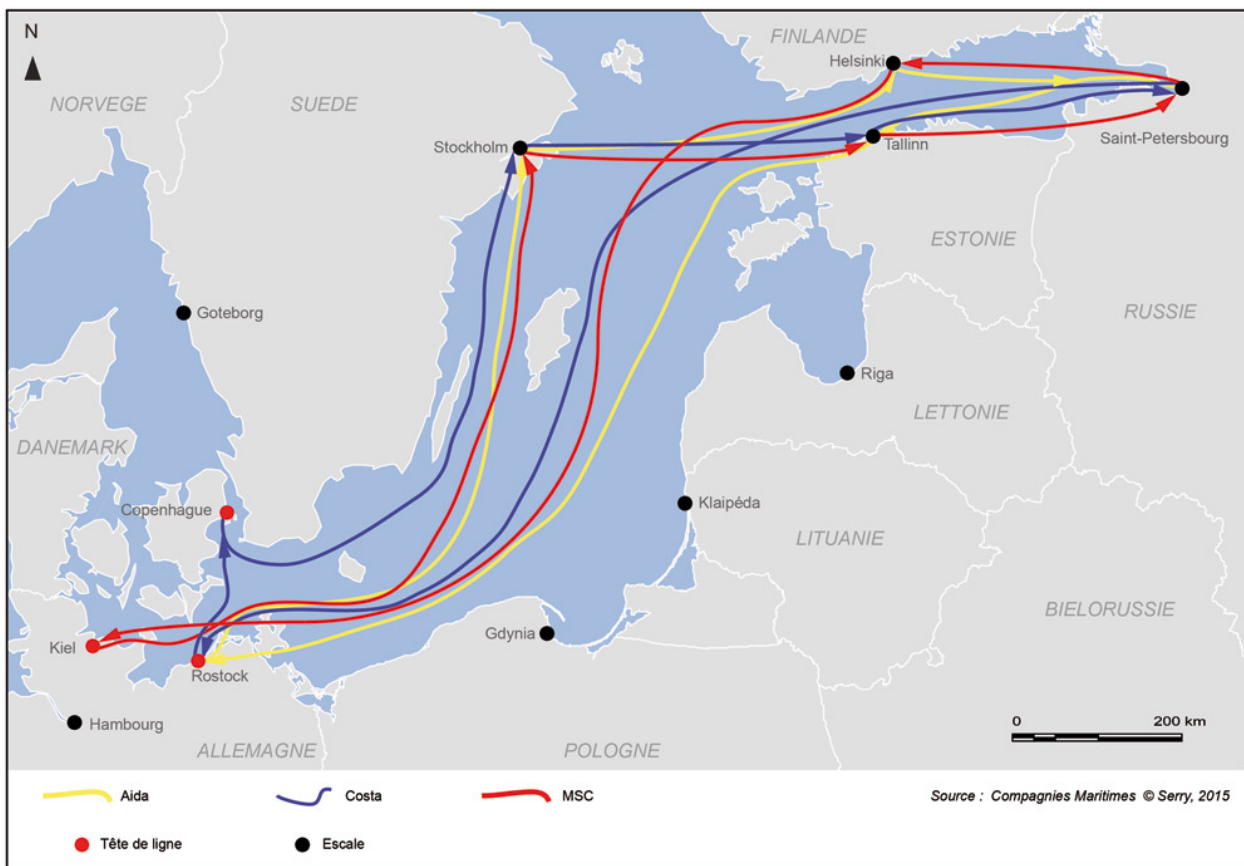 N
FINLANDE
Helsinki
NORVEGE
SUEDE
Stockholm
Tallinn
Saint-Petersbourg
ESTONIE
Goteborg
RUSSIE
Riga
LETTONIE
DANEMARK
Copenhague
Klaipéda
LITUANIE
BIELORUSSIE
Kiel
Gdynia
Rostock
Hambourg
0 200 km
ALLEMAGNE
POLOGNE
Aida
Costa
MSC
Source : Compagnies Maritimes © Serry, 2015
Tête de ligne
Escale